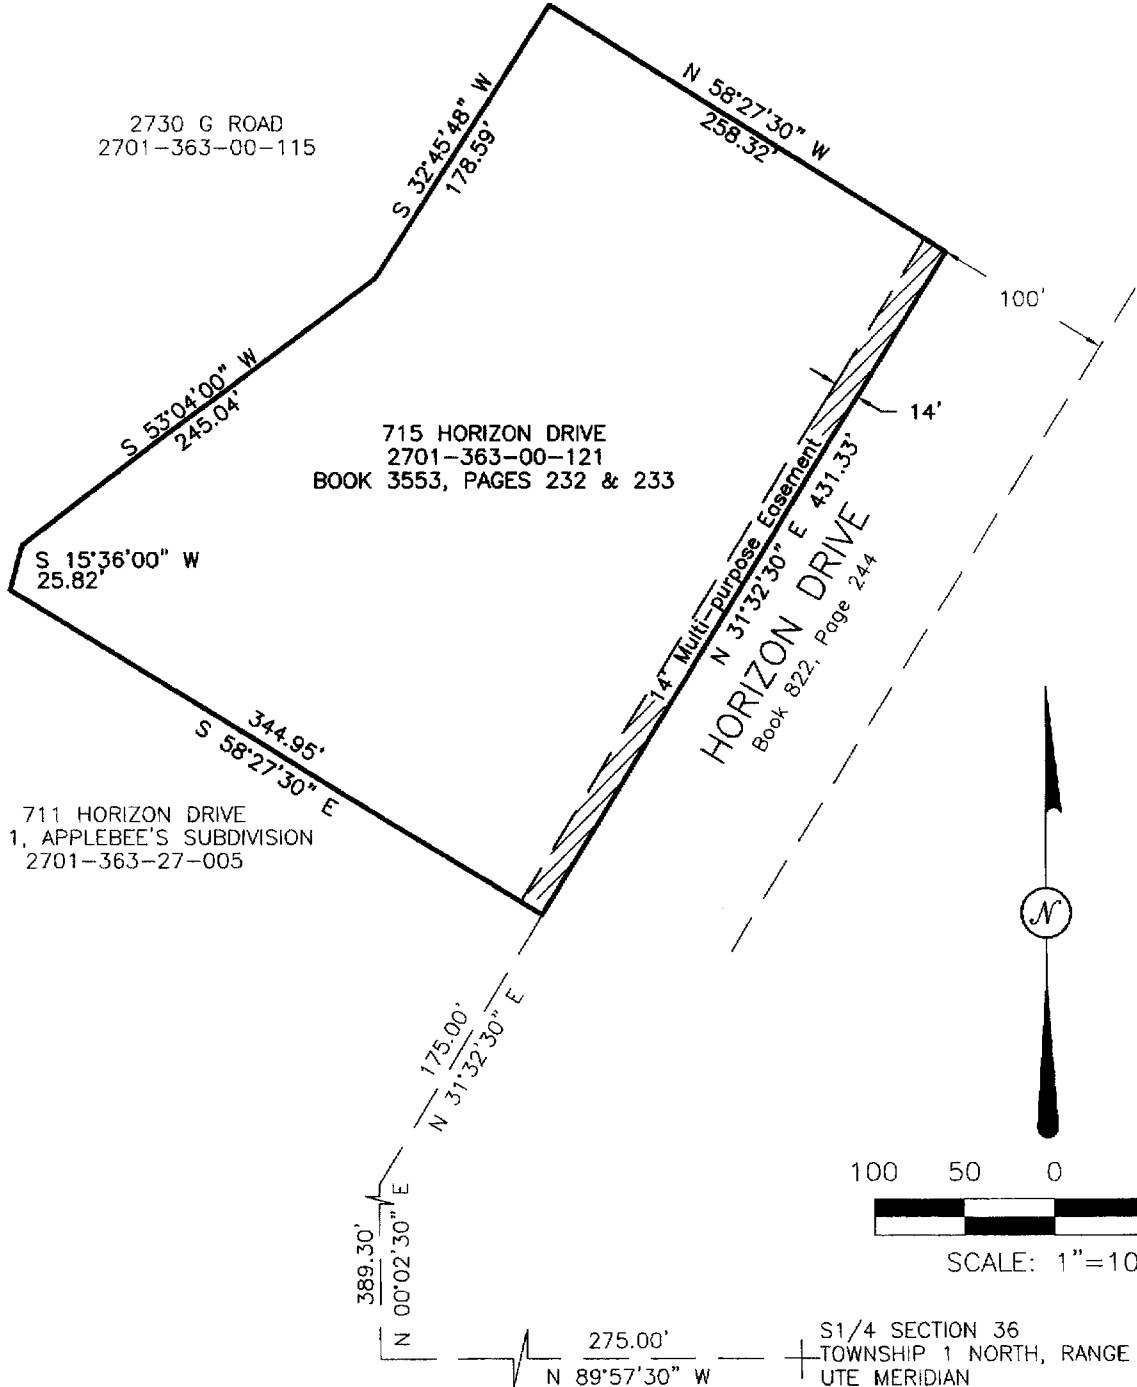 2730 G ROAD
2701-363-00-115
S 32°45'48" W
178.59'
N 58°27'30" W
258.32'
100'
S 53°04'00" W
245.04'
715 HORIZON DRIVE
2701-363-00-121
BOOK 3553, PAGES 232 & 233
14'
14' Multi-purpose Easement
N 31°32'30" E 431.33'
HORIZON DRIVE
Book 822, Page 244
S 15°36'00" W
25.82'
344.95'
S 58°27'30" E
711 HORIZON DRIVE
1, APPLEBEE'S SUBDIVISION
2701-363-27-005
N
175.00'
N 31°32'30" E
389.30'
N 00°02'30" E
100 50 0
SCALE: 1"=10
275.00'
N 89°57'30" W
S1/4 SECTION 36
TOWNSHIP 1 NORTH, RANGE
UTE MERIDIAN